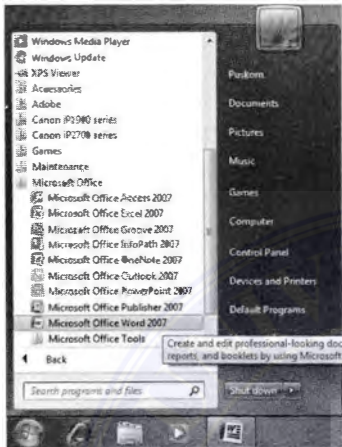 Windows Media Player
Windows Update
XPS Viewer
Accessories
Adobe
Canon iP1900 series
Canon iP2700 series
Games
Maintenance
Microsoft Office
Microsoft Office Access 2007
Microsoft Office Excel 2007
Microsoft Office Groove 2007
Microsoft Office InfoPath 2007
Microsoft Office OneNote 2007
Microsoft Office Outlook 2007
Microsoft Office PowerPoint 2007
Microsoft Office Publisher 2007
Microsoft Office Word 2007
Microsoft Office Tools
Back
Search programs and files
Puskom
Documents
Pictures
Music
Games
Computer
Control Panel
Devices and Printers
Default Programs
Create and edit professional-looking doc
reports, and booklets by using Microsoft
Shut down